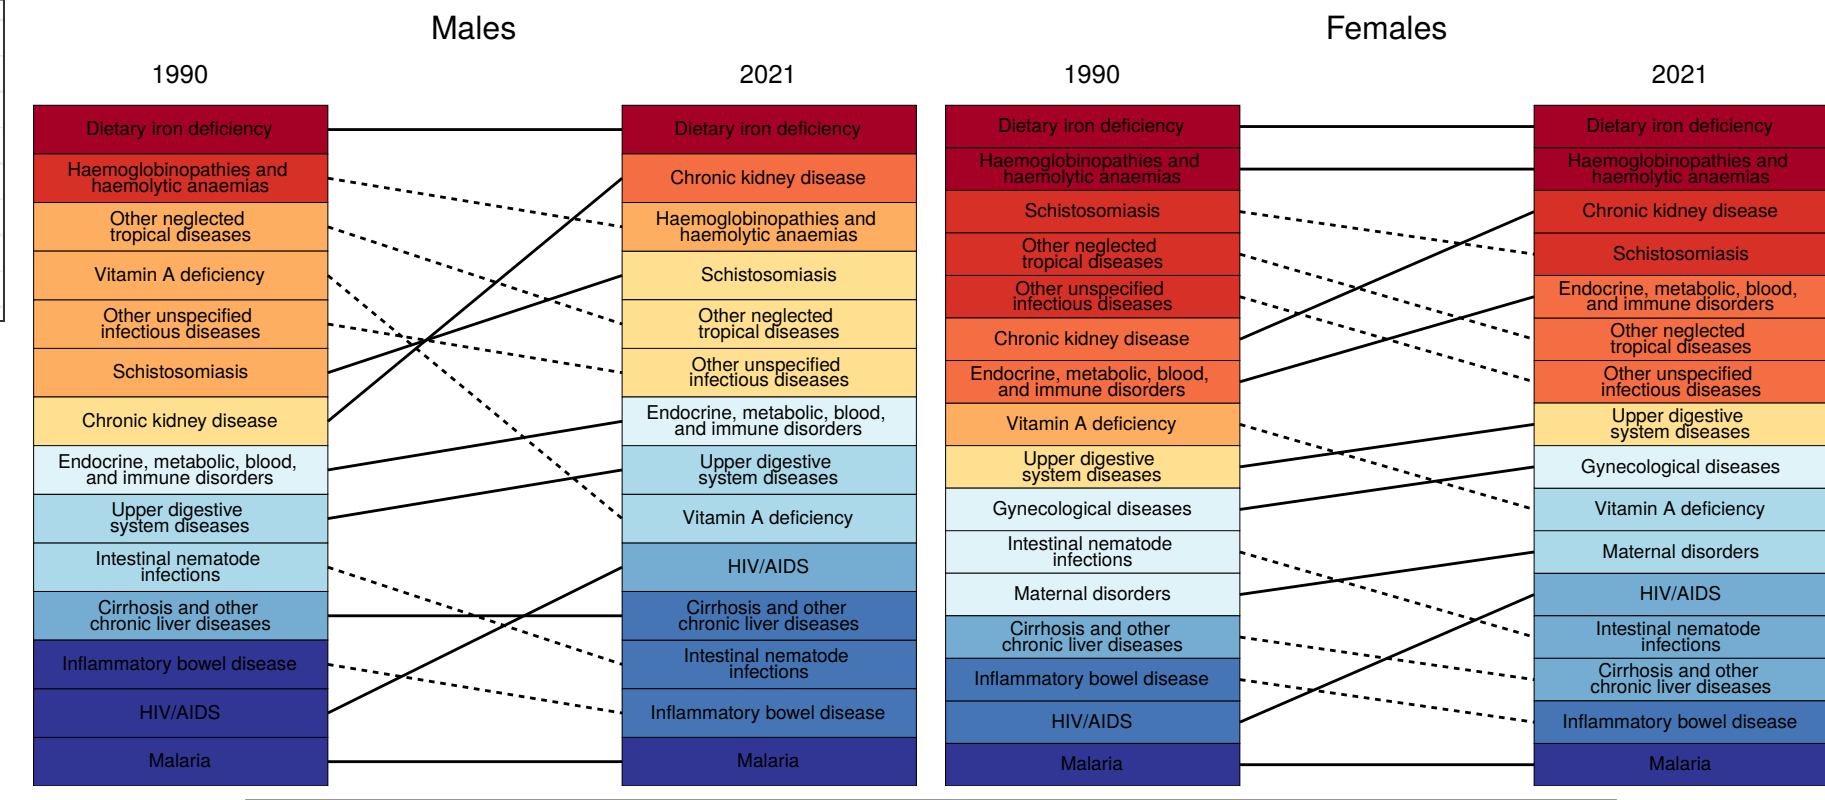 Males
1990
2021
Dietary iron deficiency
Haemoglobinopathies and
haemolytic anaemias
Other neglected
tropical diseases
Vitamin A deficiency
Other unspecified
infectious diseases
Schistosomiasis
Chronic kidney disease
Endocrine, metabolic, blood,
and immune disorders
Upper digestive
system diseases
Intestinal nematode
infections
Cirrhosis and other
chronic liver diseases
Inflammatory bowel disease
HIV/AIDS
Malaria
Dietary iron deficiency
Chronic kidney disease
Haemoglobinopathies and
haemolytic anaemias
Schistosomiasis
Other neglected
tropical diseases
Other unspecified
infectious diseases
Endocrine, metabolic, blood,
and immune disorders
Upper digestive
system diseases
Vitamin A deficiency
HIV/AIDS
Cirrhosis and other
chronic liver diseases
Intestinal nematode
infections
Inflammatory bowel disease
Malaria
Females
1990
2021
Dietary iron deficiency
Haemoglobinopathies and
haemolytic anaemias
Schistosomiasis
Other neglected
tropical diseases
Other unspecified
infectious diseases
Chronic kidney disease
Endocrine, metabolic, blood,
and immune disorders
Vitamin A deficiency
Upper digestive
system diseases
Gynecological diseases
Intestinal nematode
infections
Maternal disorders
Cirrhosis and other
chronic liver diseases
Inflammatory bowel disease
HIV/AIDS
Malaria
Dietary iron deficiency
Haemoglobinopathies and
haemolytic anaemias
Chronic kidney disease
Schistosomiasis
Endocrine, metabolic, blood,
and immune disorders
Other neglected
tropical diseases
Other unspecified
infectious diseases
Upper digestive
system diseases
Gynecological diseases
Vitamin A deficiency
Maternal disorders
HIV/AIDS
Intestinal nematode
infections
Cirrhosis and other
chronic liver diseases
Inflammatory bowel disease
Malaria